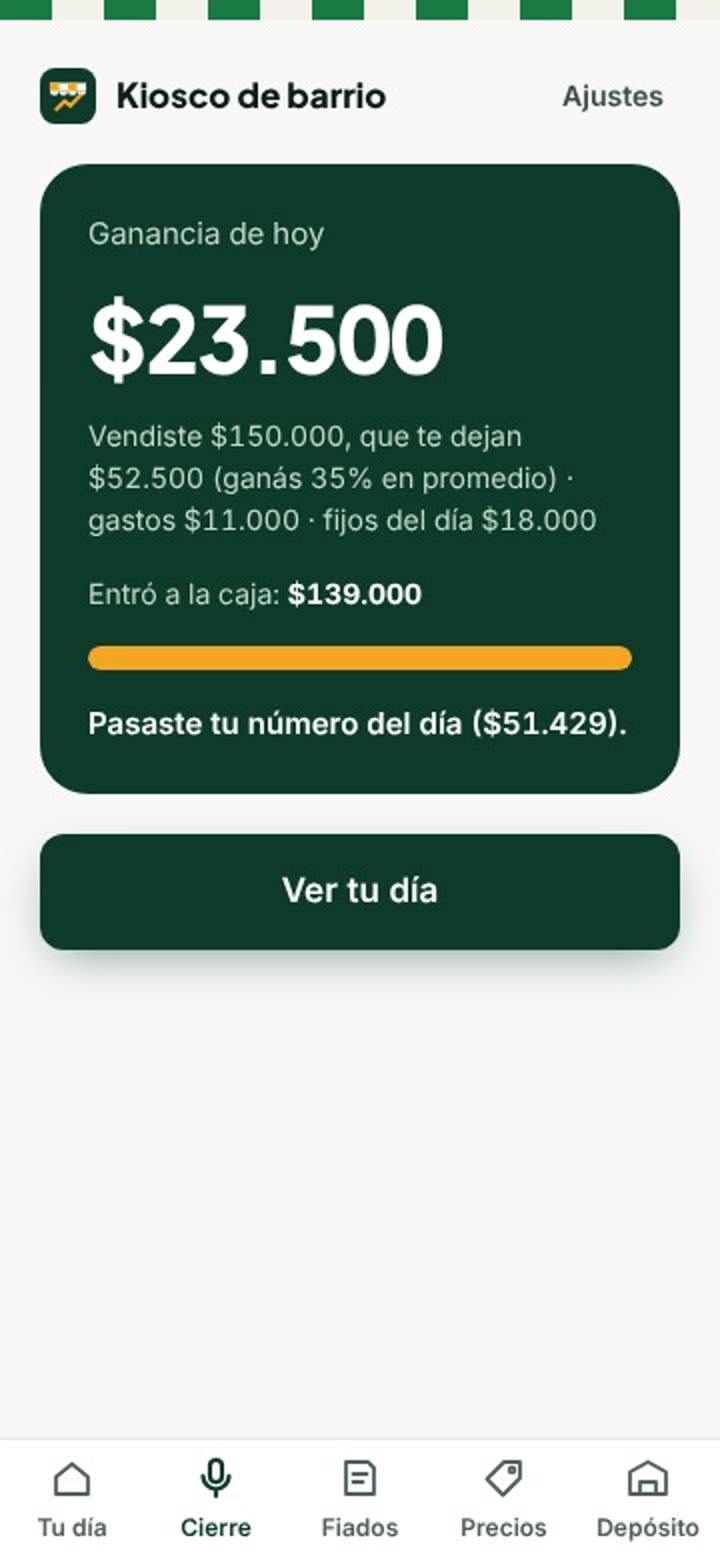 Kiosco de barrio
Ajustes
Ganancia de hoy
$23.500
Vendiste $150.000, que te dejan
$52.500 (ganás 35% en promedio) ·
gastos $11.000 · fijos del día $18.000
Entró a la caja: $139.000
Pasaste tu número del día ($51.429).
Ver tu día
Tu día
Cierre
Fiados
Precios
Depósito